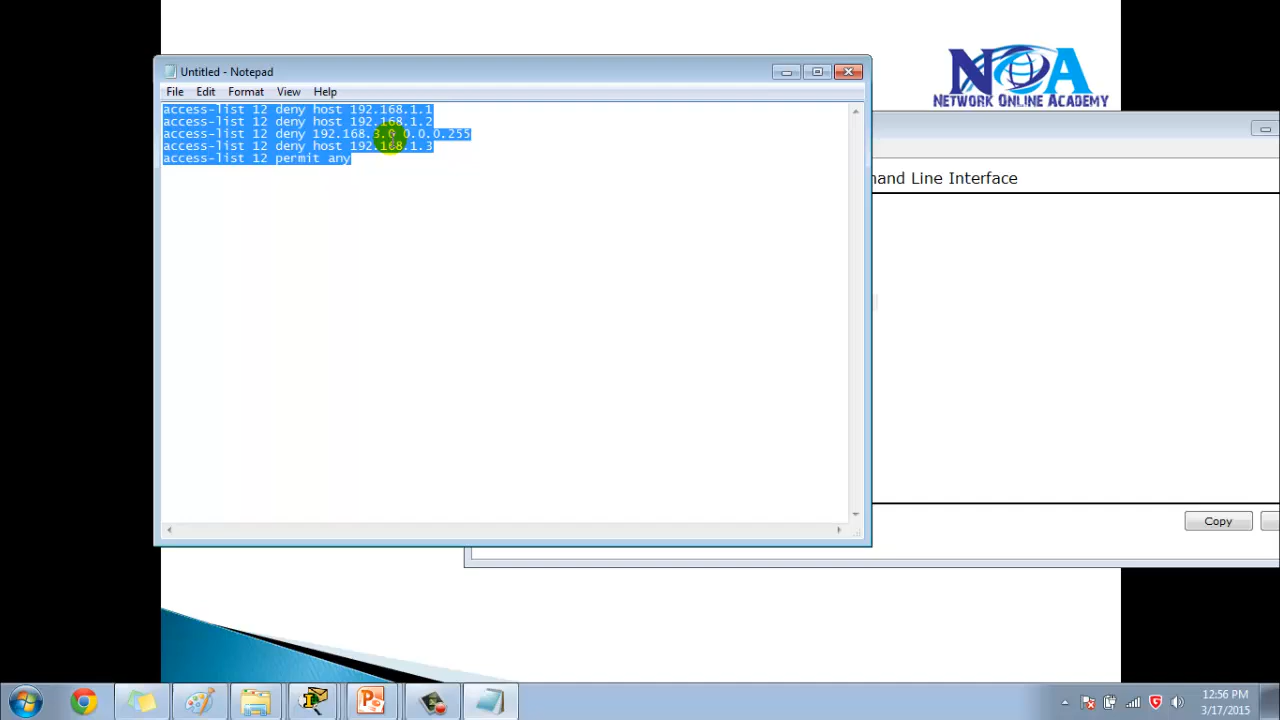 NOA
NETWORK ONLINE ACADEMY
Untitled - Notepad
File Edit Format View Help
access-list 12 deny host 192.168.1.1
access-list 12 deny host 192.168.1.2
access-list 12 deny 192.168.3.0 0.0.0.255
access-list 12 deny host 192.168.1.3
access-list 12 permit any
mand Line Interface
Copy
12:56 PM
3/17/2015